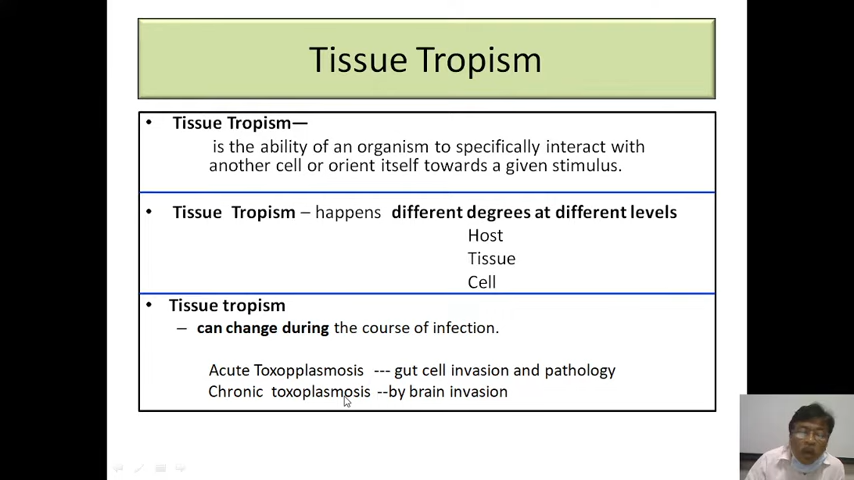 Tissue Tropism
• Tissue Tropism—
is the ability of an organism to specifically interact with
another cell or orient itself towards a given stimulus.
• Tissue Tropism – happens different degrees at different levels
Host
Tissue
Cell
• Tissue tropism
– can change during the course of infection.
Acute Toxopplasmosis --- gut cell invasion and pathology
Chronic toxoplasmosis --by brain invasion